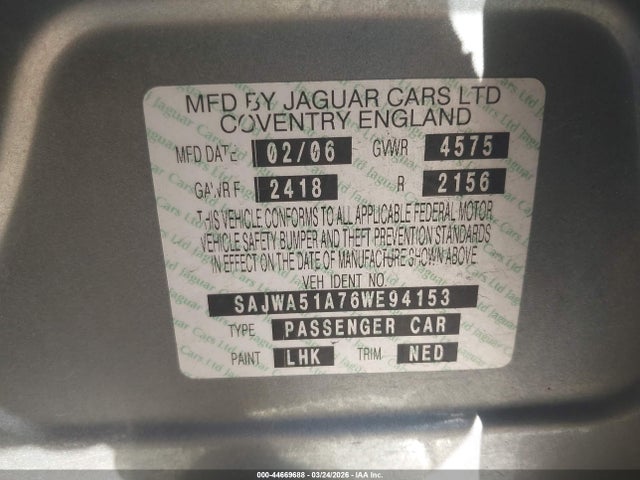 MFD BY JAGUAR CARS LTD
COVENTRY ENGLAND
MFD DATE 02/06 GVWR 4575
GAWR F 2418 R 2156
THIS VEHICLE CONFORMS TO ALL APPLICABLE FEDERAL MOTOR
VEHICLE SAFETY BUMPER AND THEFT PREVENTION STANDARDS
IN EFFECT ON THE DATE OF MANUFACTURE SHOWN ABOVE
VEH IDENT NO.
SAJWA51A76WE94153
TYPE PASSENGER CAR
PAINT LHK TRIM NED
000-44669688 - 03/24/2026 - IAA Inc.